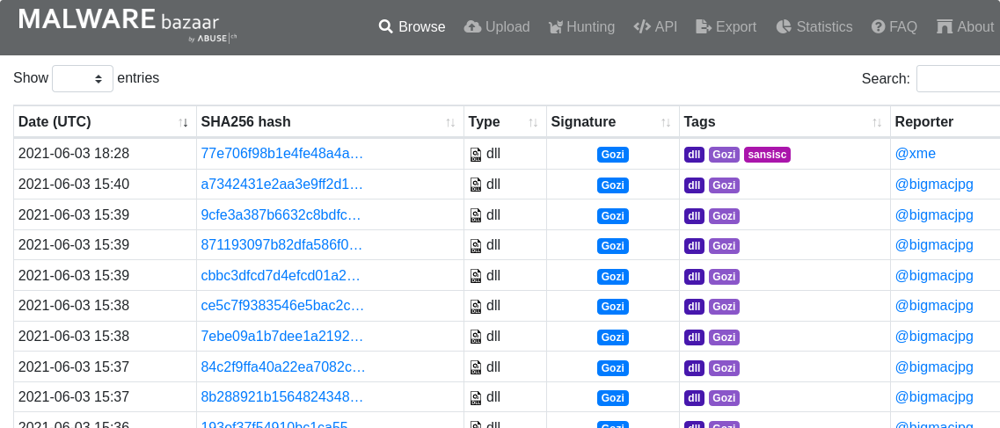 MALWARE bazaar
by ABUSE|ch
Browse Upload Hunting API Export Statistics FAQ About
Show entries Search:
Date (UTC) SHA256 hash Type Signature Tags Reporter
2021-06-03 18:28 77e706f98b1e4fe48a4a… dll Gozi dll Gozi sansisc @xme
2021-06-03 15:40 a7342431e2aa3e9ff2d1… dll Gozi dll Gozi @bigmacjpg
2021-06-03 15:39 9cfe3a387b6632c8bdfc… dll Gozi dll Gozi @bigmacjpg
2021-06-03 15:39 871193097b82dfa586f0… dll Gozi dll Gozi @bigmacjpg
2021-06-03 15:39 cbbc3dfcd7d4efcd01a2… dll Gozi dll Gozi @bigmacjpg
2021-06-03 15:38 ce5c7f9383546e5bac2c… dll Gozi dll Gozi @bigmacjpg
2021-06-03 15:38 7ebe09a1b7dee1a2192… dll Gozi dll Gozi @bigmacjpg
2021-06-03 15:37 84c2f9ffa40a22ea7082c… dll Gozi dll Gozi @bigmacjpg
2021-06-03 15:37 8b288921b1564824348… dll Gozi dll Gozi @bigmacjpg
2021-06-03 15:36 193ef37f54910bc1ca55… dll Gozi dll Gozi @bigmacjpg